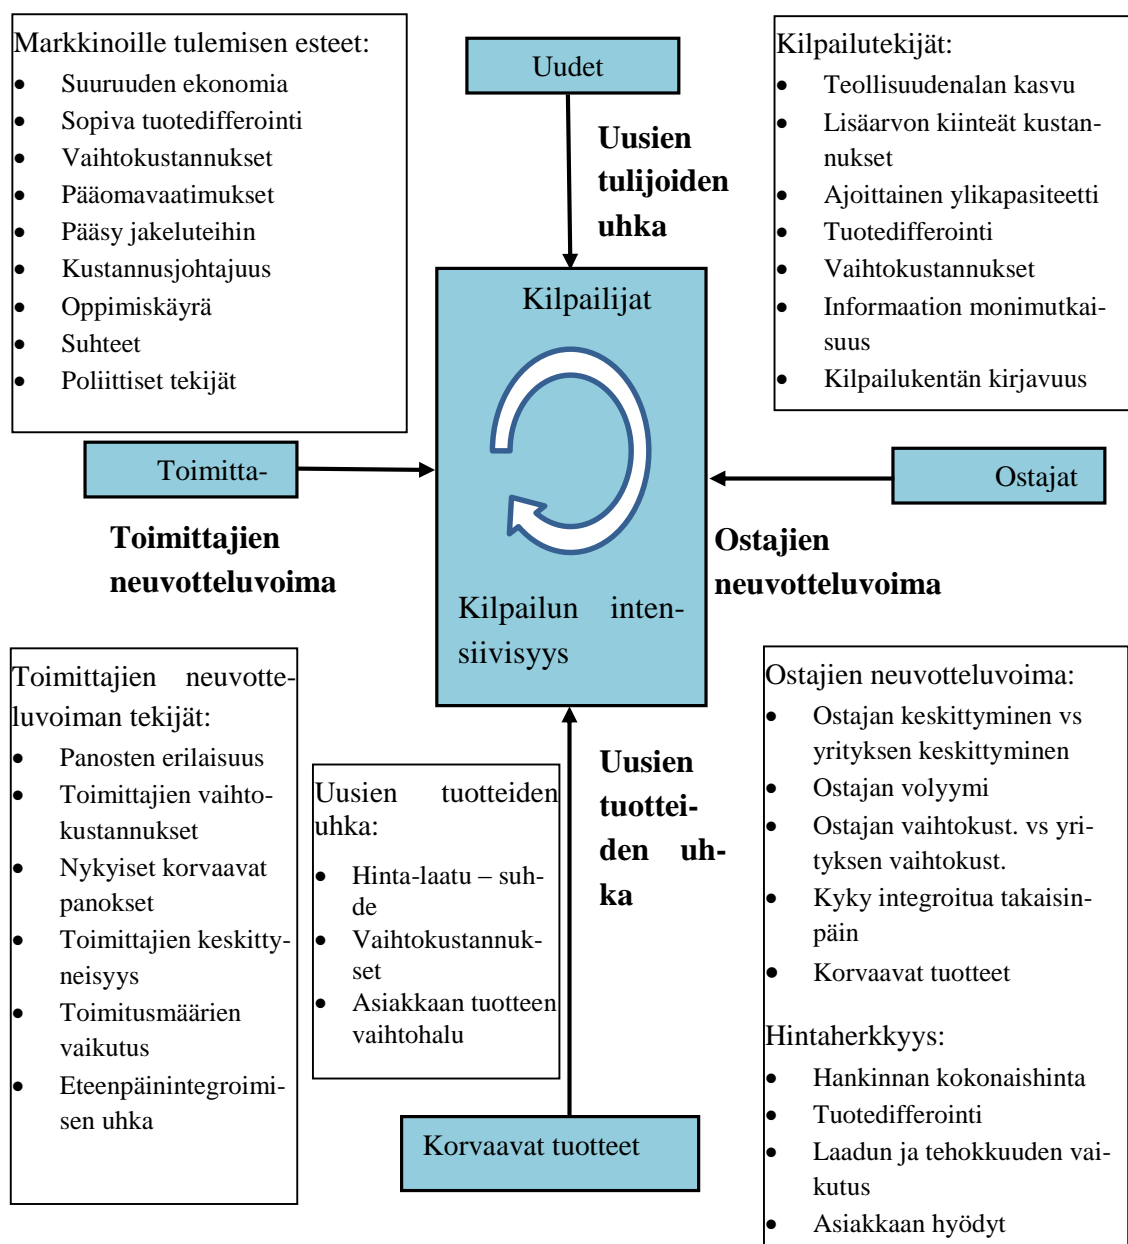 Markkinoille tulemisen esteet:
• Suuruuden ekonomia
• Sopiva tuotedifferointi
• Vaihtokustannukset
• Pääomavaatimukset
• Pääsy jakeluteihin
• Kustannusjohtajuus
• Oppimiskäyrä
• Suhteet
• Poliittiset tekijät
Uudet
Uusien
tulijoiden
uhka
Kilpailutekijät:
• Teollisuudenalan kasvu
• Lisäarvon kiinteät kustan-
nukset
• Ajoittainen ylikapasiteetti
• Tuotedifferointi
• Vaihtokustannukset
• Informaation monimutkai-
suus
• Kilpailukentän kirjavuus
Kilpailijat
Kilpailun inten-
siivisyys
Toimitta-
Toimittajien
neuvotteluvoima
Ostajat
Ostajien
neuvotteluvoima
Toimittajien neuvotte-
luvoiman tekijät:
• Panosten erilaisuus
• Toimittajien vaihto-
kustannukset
• Nykyiset korvaavat
panokset
• Toimittajien keskitty-
neisyys
• Toimitusmäärien
vaikutus
• Eteenpäinintegroimi-
sen uhka
Uusien tuotteiden
uhka:
• Hinta-laatu – suh-
de
• Vaihtokustannuk-
set
• Asiakkaan tuotteen
vaihtohalu
Uusien
tuottei-
den uh-
ka
Korvaavat tuotteet
Ostajien neuvotteluvoima:
• Ostajan keskittyminen vs
yrityksen keskittyminen
• Ostajan volyymi
• Ostajan vaihtokust. vs yri-
tyksen vaihtokust.
• Kyky integroitua takaisin-
päin
• Korvaavat tuotteet
Hintaherkkyys:
• Hankinnan kokonaishinta
• Tuotedifferointi
• Laadun ja tehokkuuden vai-
kutus
• Asiakkaan hyödyt